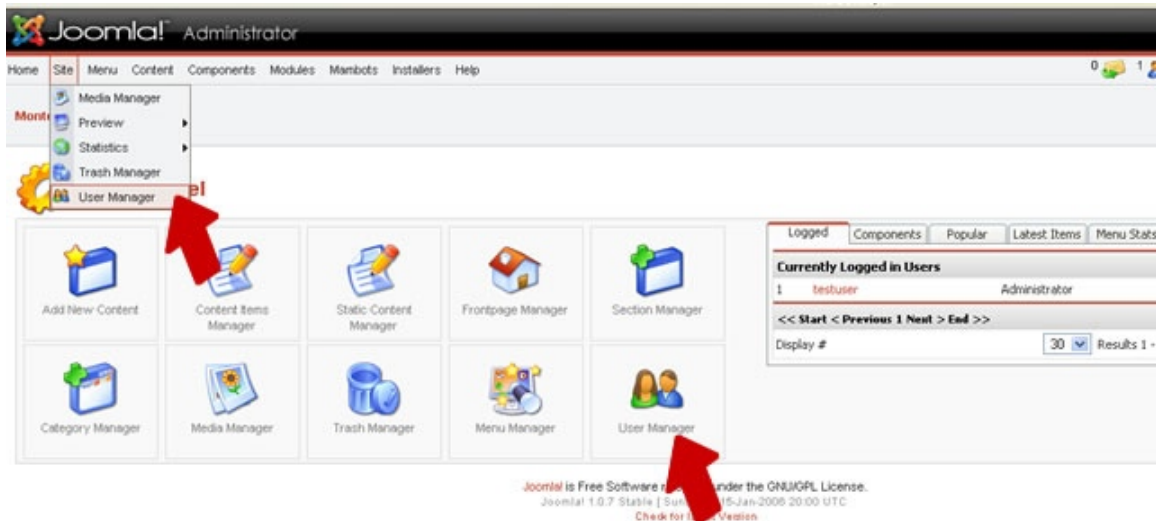 Joomla! Administrator
Home Site Menu Content Components Modules Mambots Installers Help 0 1
Media Manager
Preview
Statistics
Trash Manager
User Manager
Logged Components Popular Latest Items Menu Stats
Currently Logged in Users
1 testuser Administrator
<< Start < Previous 1 Next > End >>
Display # 30 Results 1 -
Add New Content
Content Items
Manager
Static Content
Manager
Frontpage Manager
Section Manager
Category Manager
Media Manager
Trash Manager
Menu Manager
User Manager
Joomla! is Free Software under the GNU/GPL License.
Joomla! 1.0.7 Stable [ -Jan-2006 20:00 UTC
Check for Version